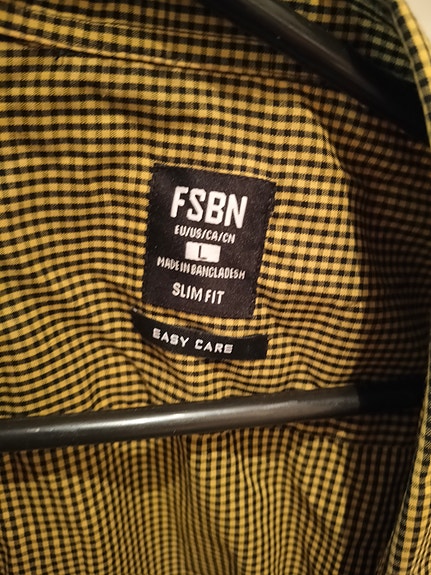 FSBN
EU/US/CA/CN
L
MADE IN BANGLADESH
SLIM FIT
EASY CARE